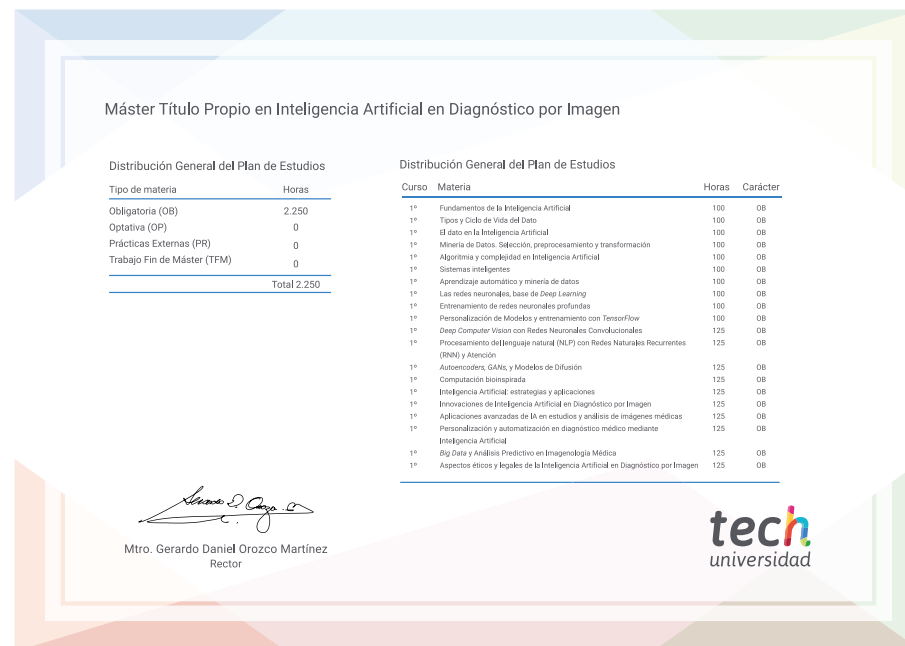 Máster Título Propio en Inteligencia Artificial en Diagnóstico por Imagen
Distribución General del Plan de Estudios
Tipo de materia Horas
Obligatoria (OB) 2.250
Optativa (OP) 0
Prácticas Externas (PR) 0
Trabajo Fin de Máster (TFM) 0
Total 2.250
Distribución General del Plan de Estudios
Curso Materia Horas Carácter
1º Fundamentos de la Inteligencia Artificial 100 OB
1º Tipos y Ciclo de Vida del Dato 100 OB
1º El dato en la Inteligencia Artificial 100 OB
1º Minería de Datos. Selección, preprocesamiento y transformación 100 OB
1º Algoritmia y complejidad en Inteligencia Artificial 100 OB
1º Sistemas inteligentes 100 OB
1º Aprendizaje automático y minería de datos 100 OB
1º Las redes neuronales, base de Deep Learning 100 OB
1º Entrenamiento de redes neuronales profundas 100 OB
1º Personalización de Modelos y entrenamiento con TensorFlow 100 OB
1º Deep Computer Vision con Redes Neuronales Convolucionales 125 OB
1º Procesamiento del lenguaje natural (NLP) con Redes Naturales Recurrentes 125 OB
(RNN) y Atención
1º Autoencoders, GANs, y Modelos de Difusión 125 OB
1º Computación bioinspirada 125 OB
1º Inteligencia Artificial: estrategias y aplicaciones 125 OB
1º Innovaciones de Inteligencia Artificial en Diagnóstico por Imagen 125 OB
1º Aplicaciones avanzadas de IA en estudios y análisis de imágenes médicas 125 OB
1º Personalización y automatización en diagnóstico médico mediante 125 OB
Inteligencia Artificial
1º Big Data y Análisis Predictivo en Imagenología Médica 125 OB
1º Aspectos éticos y legales de la Inteligencia Artificial en Diagnóstico por Imagen 125 OB
Mtro. Gerardo Daniel Orozco Martínez
Rector
tech
universidad